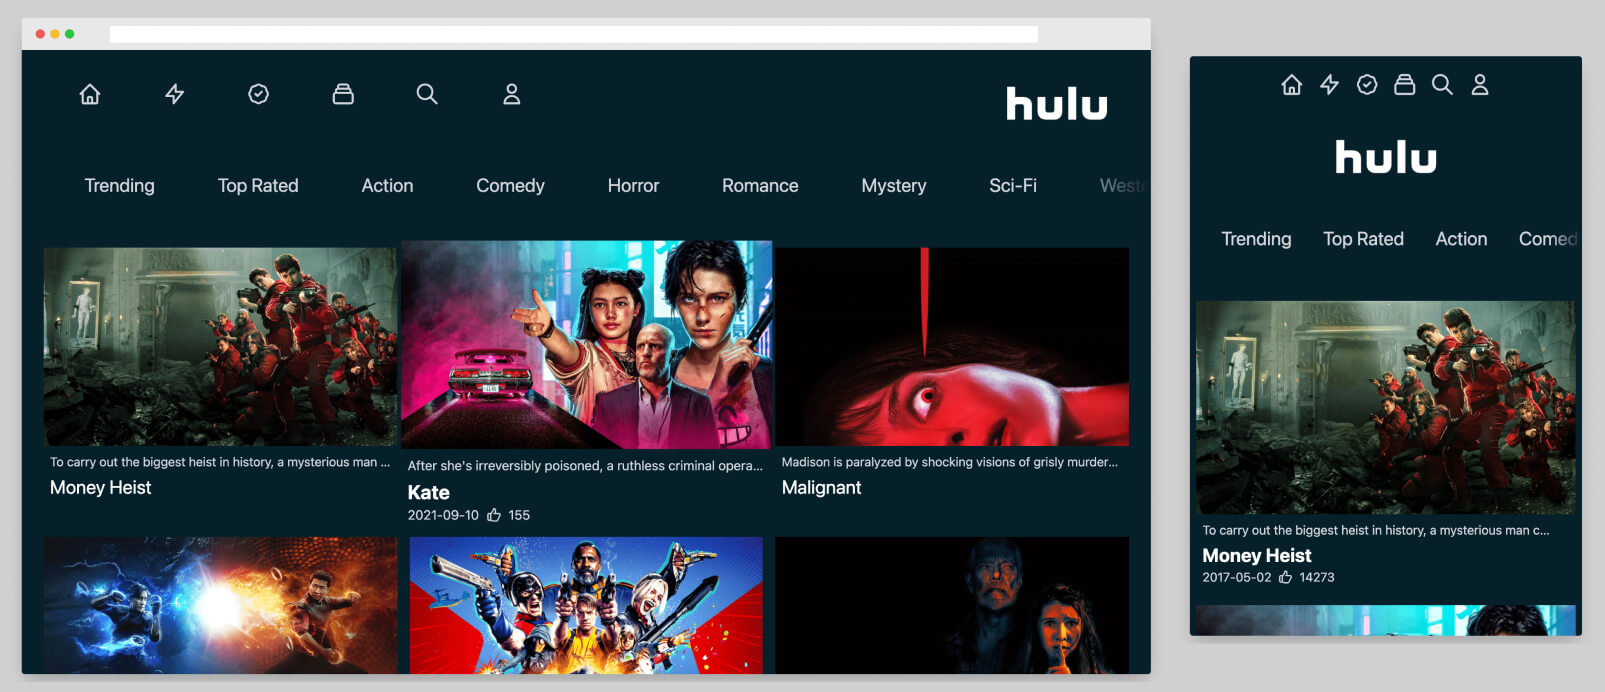 hulu
Trending Top Rated Action Comedy Horror Romance Mystery Sci-Fi West
To carry out the biggest heist in history, a mysterious man ...
Money Heist
After she's irreversibly poisoned, a ruthless criminal opera...
Kate
2021-09-10 155
Madison is paralyzed by shocking visions of grisly murder...
Malignant
hulu
Trending Top Rated Action Comed
To carry out the biggest heist in history, a mysterious man c...
Money Heist
2017-05-02 14273